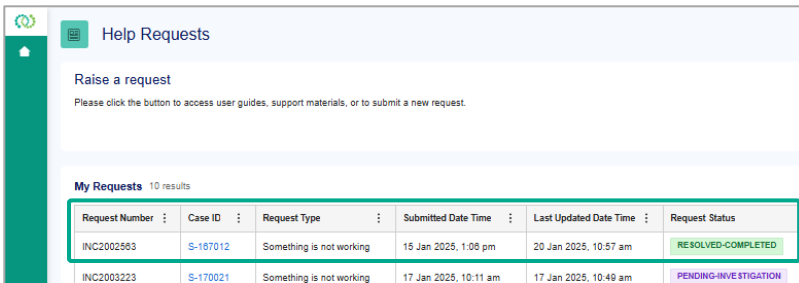 Help Requests
Raise a request
Please click the button to access user guides, support materials, or to submit a new request.
My Requests 10 results
Request Number Case ID Request Type Submitted Date Time Last Updated Date Time Request Status
INC2002563 S-167012 Something is not working 15 Jan 2025, 1:06 pm 20 Jan 2025, 10:57 am RESOLVED-COMPLETED
INC2003223 S-170021 Something is not working 17 Jan 2025, 10:11 am 17 Jan 2025, 10:49 am PENDING-INVESTIGATION